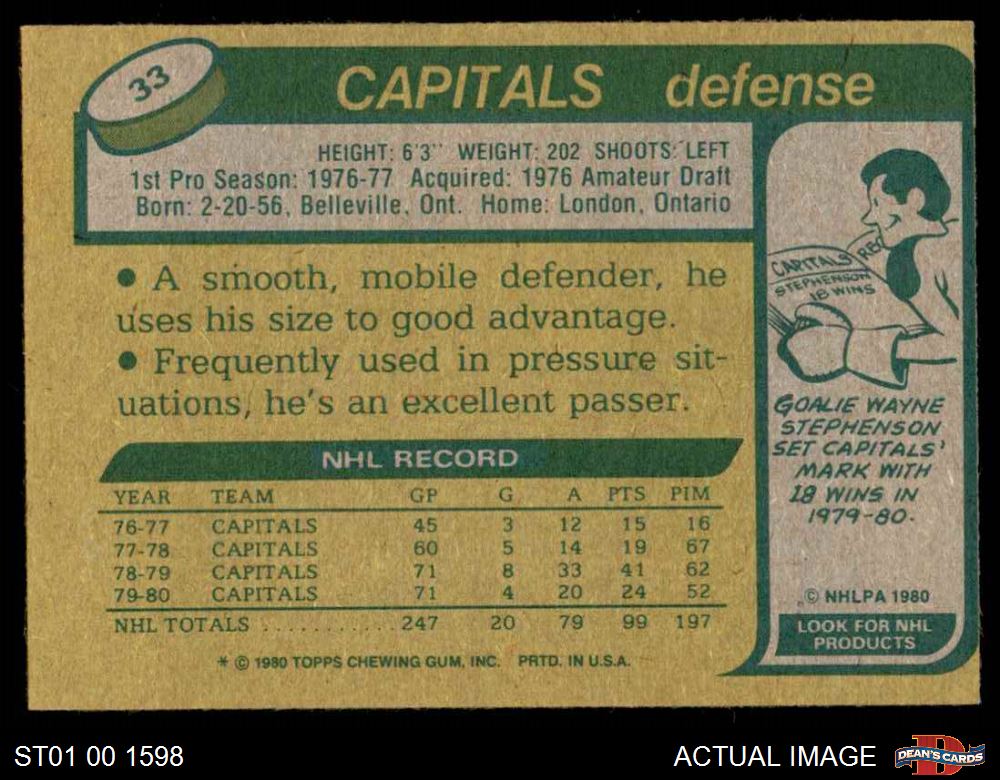 33
CAPITALS defense
HEIGHT: 6'3" WEIGHT: 202 SHOOTS: LEFT
1st Pro Season: 1976-77 Acquired: 1976 Amateur Draft
Born: 2-20-56, Belleville, Ont. Home: London, Ontario
• A smooth, mobile defender, he
uses his size to good advantage.
• Frequently used in pressure sit-
uations, he's an excellent passer.
CAPITALS REC
STEPHENSON
18 WINS
GOALIE WAYNE
STEPHENSON
SET CAPITALS'
MARK WITH
18 WINS IN
1979-80.
NHL RECORD
YEAR TEAM GP G A PTS PIM
76-77 CAPITALS 45 3 12 15 16
77-78 CAPITALS 60 5 14 19 67
78-79 CAPITALS 71 8 33 41 62
79-80 CAPITALS 71 4 20 24 52
NHL TOTALS .............. 247 20 79 99 197
* © 1980 TOPPS CHEWING GUM, INC. PRTD. IN U.S.A.
© NHLPA 1980
LOOK FOR NHL
PRODUCTS
ST01 00 1598
ACTUAL IMAGE
D
DEAN'S CARDS